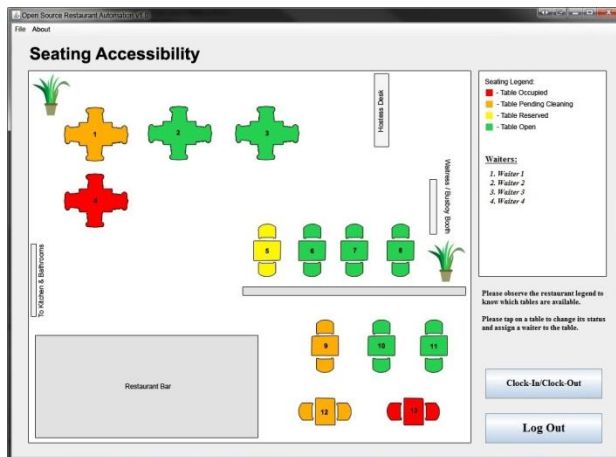 Open Source Restaurant Automation v1.0
File About
Seating Accessibility
1
2
3
4
5
6
7
8
9
10
11
12
13
Hostess Desk
Waitress / Busboy Booth
To Kitchen & Bathrooms
Restaurant Bar
Seating Legend:
- Table Occupied
- Table Pending Cleaning
- Table Reserved
- Table Open
Waiters:
1. Waiter 1
2. Waiter 2
3. Waiter 3
4. Waiter 4
Please observe the restaurant legend to
know which tables are available.
Please tap on a table to change its status
and assign a waiter to the table.
Clock-In/Clock-Out
Log Out